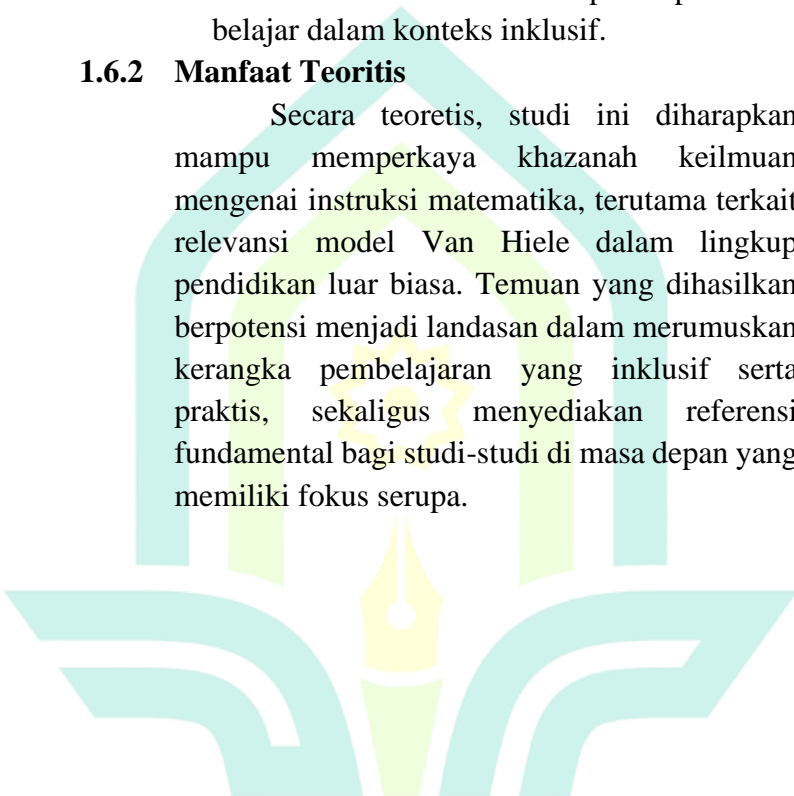 belajar dalam konteks inklusif.
1.6.2 Manfaat Teoritis
Secara teoretis, studi ini diharapkan
mampu memperkaya khazanah keilmuan
mengenai instruksi matematika, terutama terkait
relevansi model Van Hiele dalam lingkup
pendidikan luar biasa. Temuan yang dihasilkan
berpotensi menjadi landasan dalam merumuskan
kerangka pembelajaran yang inklusif serta
praktis, sekaligus menyediakan referensi
fundamental bagi studi-studi di masa depan yang
memiliki fokus serupa.